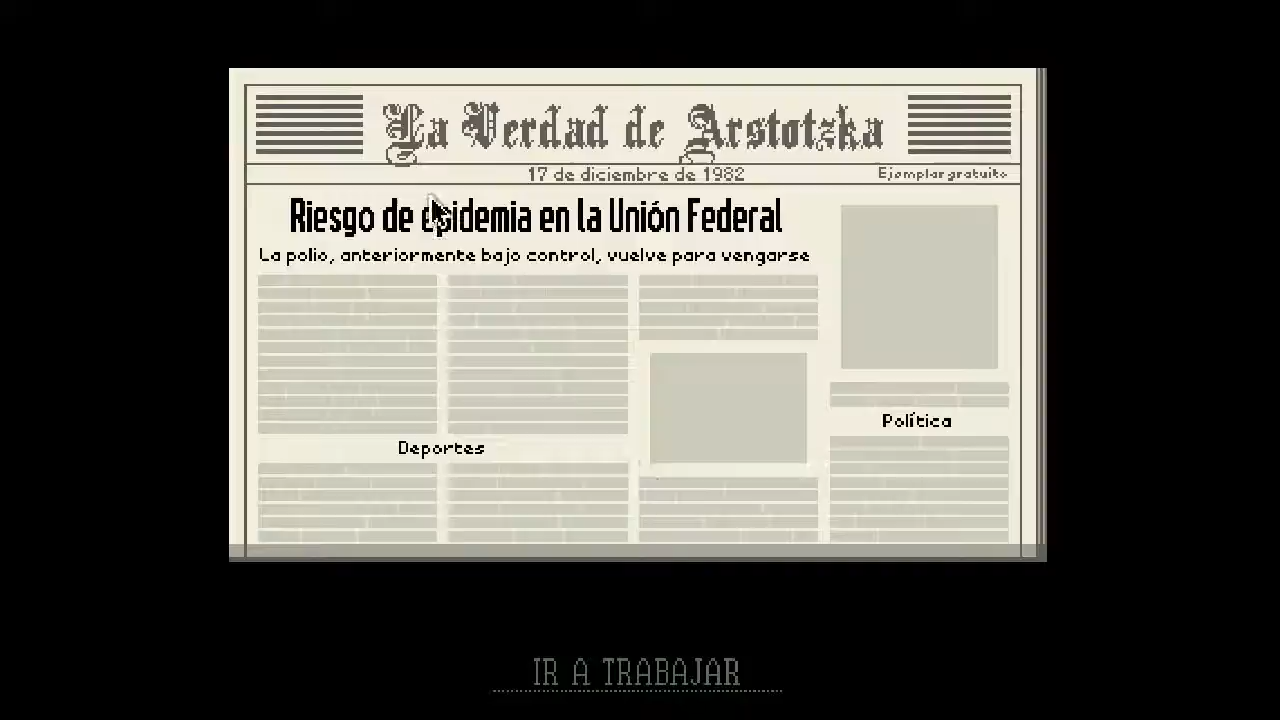 La Verdad de Arstotzka
17 de diciembre de 1982
Ejemplar gratuito
Riesgo de epidemia en la Unión Federal
La polio, anteriormente bajo control, vuelve para vengarse
Política
Deportes
IR A TRABAJAR